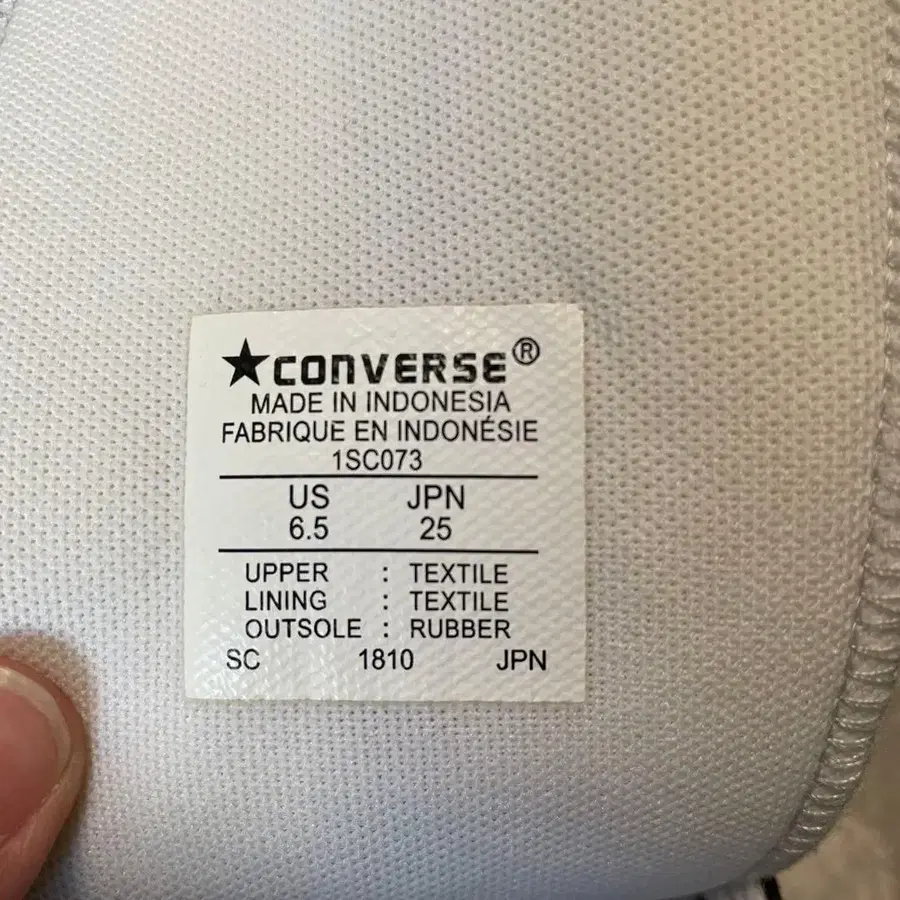 ★CONVERSE®
MADE IN INDONESIA
FABRIQUE EN INDONÉSIE
1SC073
US JPN
6.5 25
UPPER : TEXTILE
LINING : TEXTILE
OUTSOLE : RUBBER
SC 1810 JPN